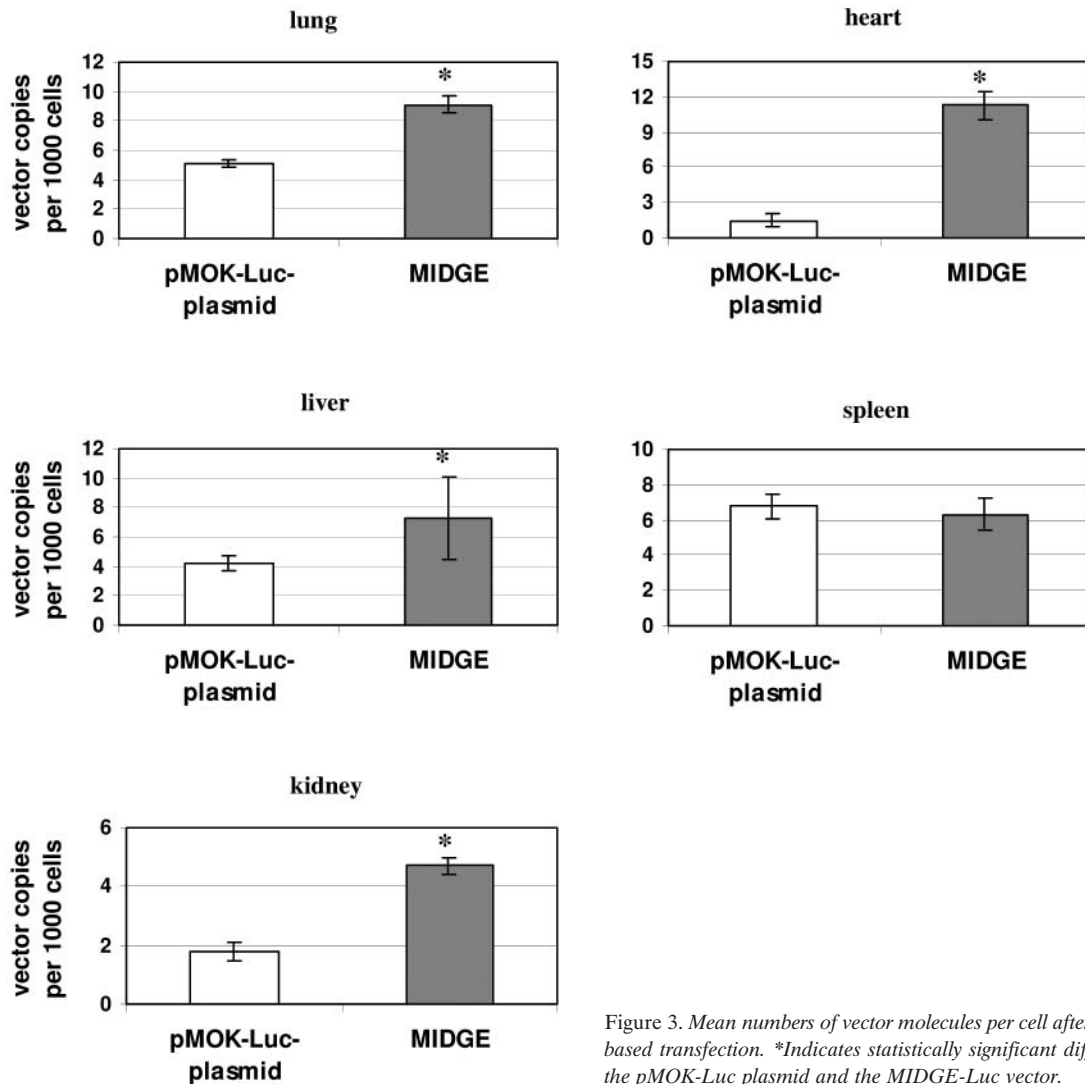 lung
vector copies
per 1000 cells
12
10
8
6
4
2
0
*
pMOK-Luc-
plasmid
MIDGE
heart
15
12
9
6
3
0
*
pMOK-Luc-
plasmid
MIDGE
liver
vector copies
per 1000 cells
12
10
8
6
4
2
0
*
pMOK-Luc-
plasmid
MIDGE
spleen
10
8
6
4
2
0
pMOK-Luc-
plasmid
MIDGE
kidney
vector copies
per 1000 cells
6
4
2
0
*
pMOK-Luc-
plasmid
MIDGE
Figure 3. Mean numbers of vector molecules per cell after
based transfection. *Indicates statistically significant
the pMOK-Luc plasmid and the MIDGE-Luc vector.